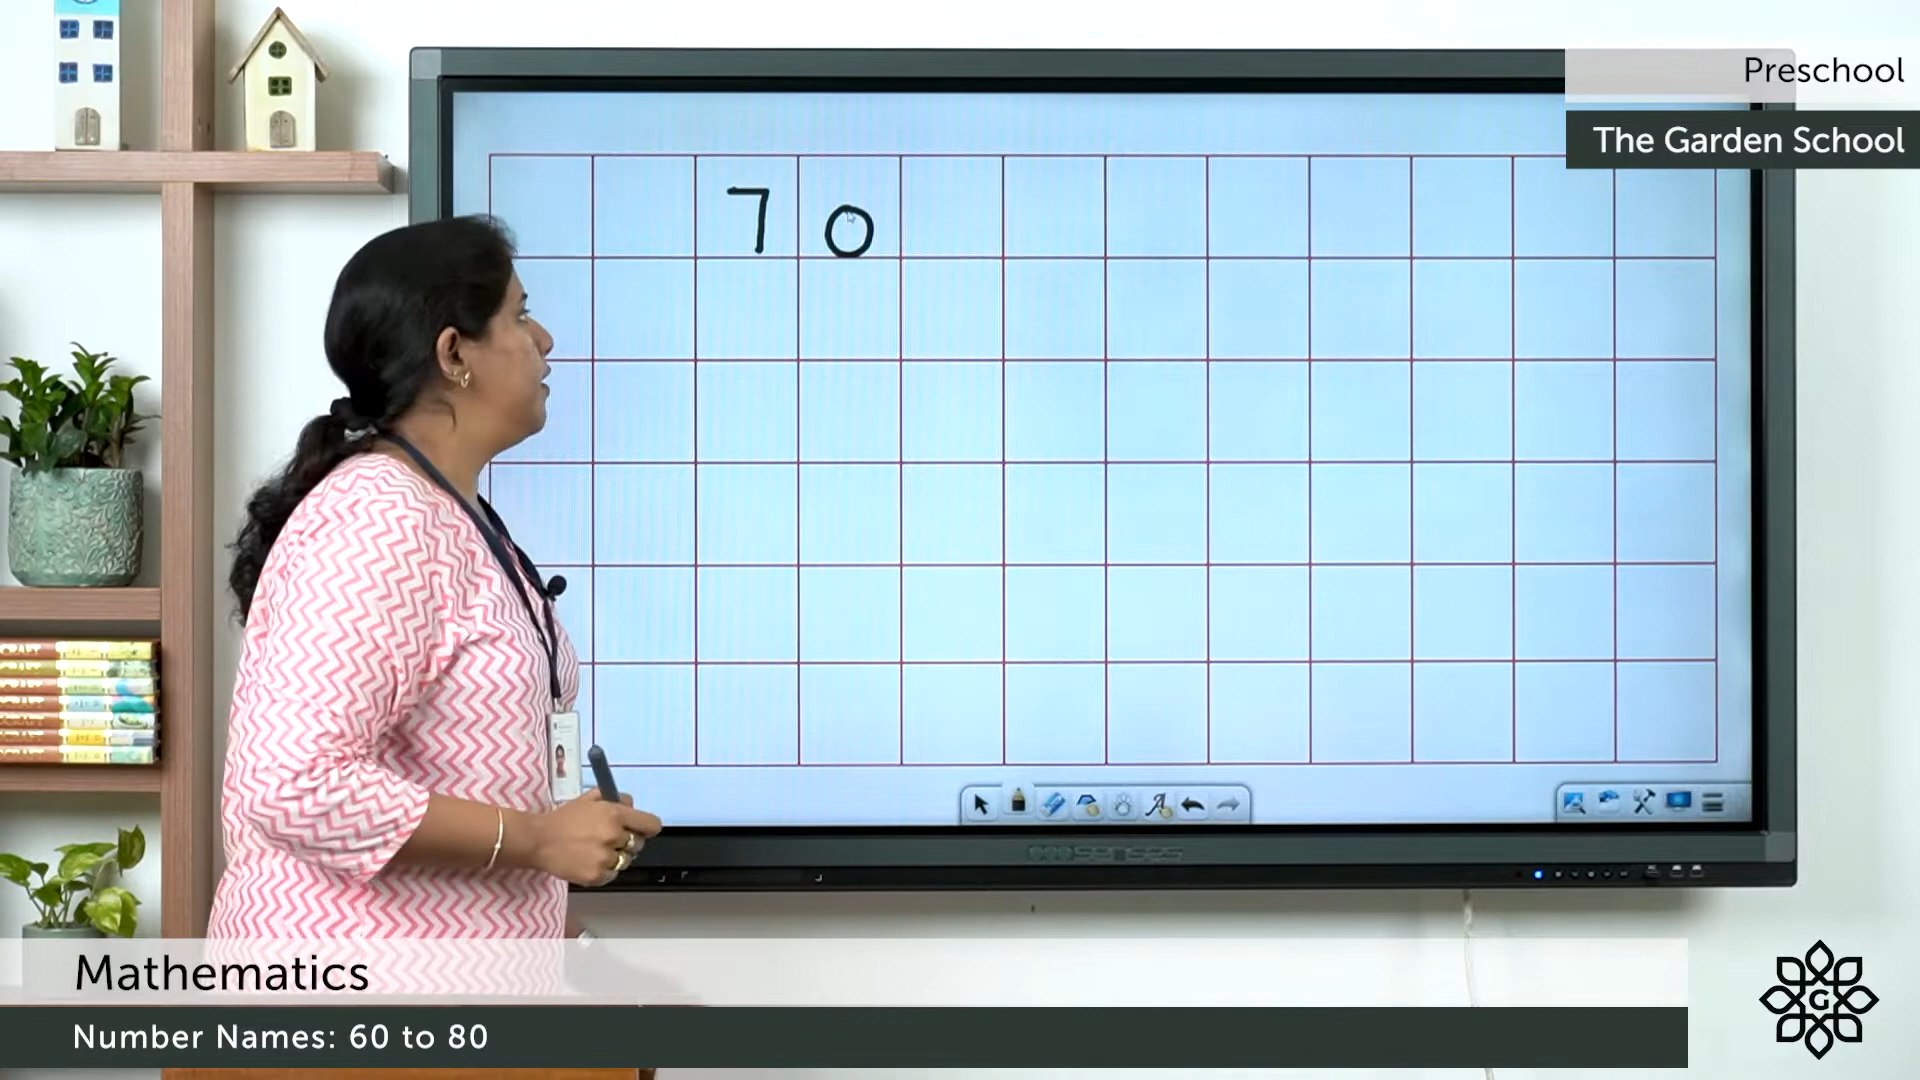 Preschool
The Garden School
7 0
Mathematics
Number Names: 60 to 80
G